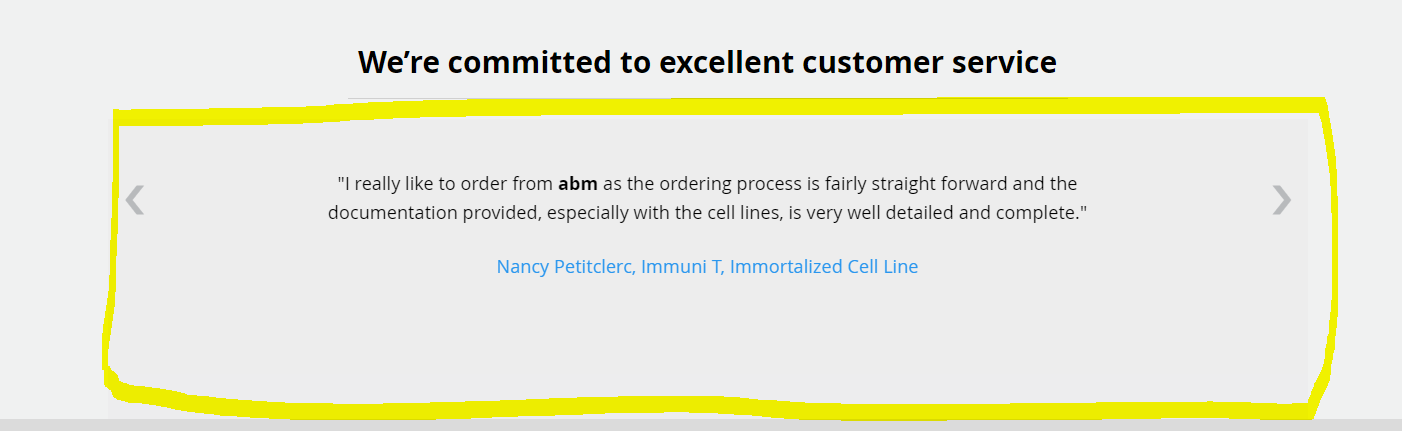 We’re committed to excellent customer service
"I really like to order from abm as the ordering process is fairly straight forward and the
documentation provided, especially with the cell lines, is very well detailed and complete."
Nancy Petitclerc, Immuni T, Immortalized Cell Line